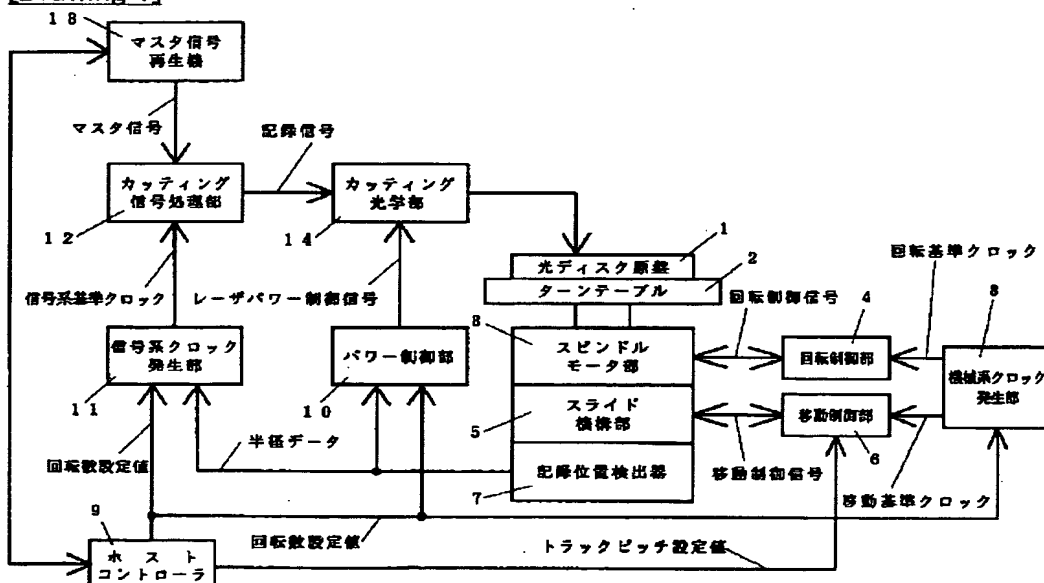 18
マスタ信号
再生機
マスタ信号
記録信号
カッティング
信号処理部
12
カッティング
光学部
14
1
光ディスク原盤
2
ターンテーブル
回転基準クロック
信号系基準クロック
レーザパワー制御信号
回転制御信号
4
8
3
信号系クロック
発生部
11
パワー制御部
10
スピンドル
モータ部
回転制御部
機械系クロック
発生部
5
スライド
機構部
移動制御部
6
半径データ
回転数設定値
記録位置検出器
7
移動制御信号
移動基準クロック
9
回転数設定値
トラックピッチ設定値
ホスト
コントローラ